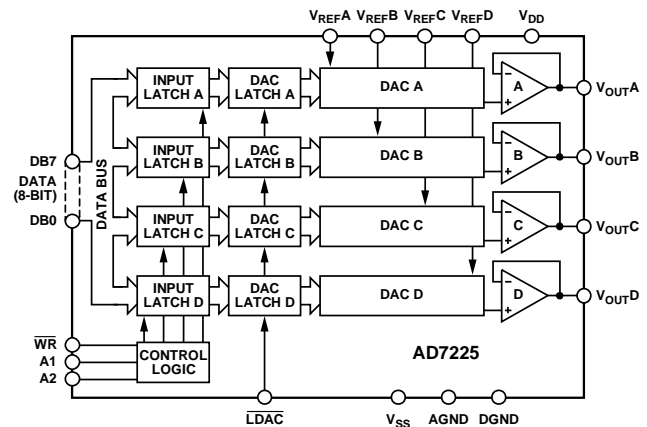 VREFA VREFB VREFC VREFD VDD
INPUT LATCH A
DAC LATCH A
DAC A
A
VOUTA
INPUT LATCH B
DAC LATCH B
DAC B
B
VOUTB
DB7
DATA (8-BIT)
DB0
DATA BUS
INPUT LATCH C
DAC LATCH C
DAC C
C
VOUTC
INPUT LATCH D
DAC LATCH D
DAC D
D
VOUTD
WR
A1
A2
CONTROL LOGIC
AD7225
LDAC
VSS
AGND
DGND